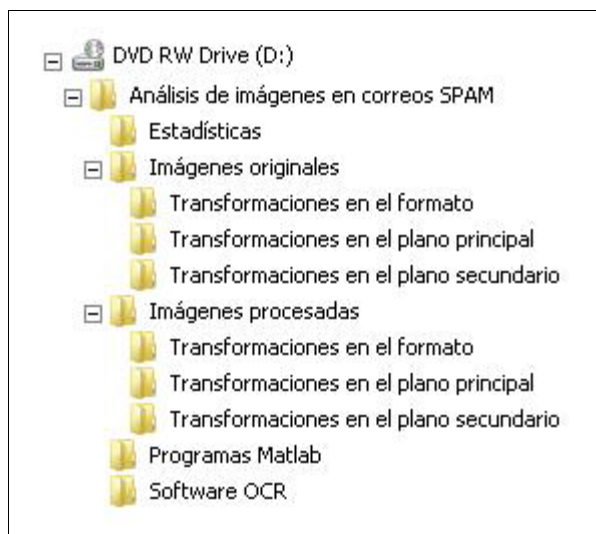 DVD RW Drive (D:)
Análisis de imágenes en correos SPAM
Estadísticas
Imágenes originales
Transformaciones en el formato
Transformaciones en el plano principal
Transformaciones en el plano secundario
Imágenes procesadas
Transformaciones en el formato
Transformaciones en el plano principal
Transformaciones en el plano secundario
Programas Matlab
Software OCR